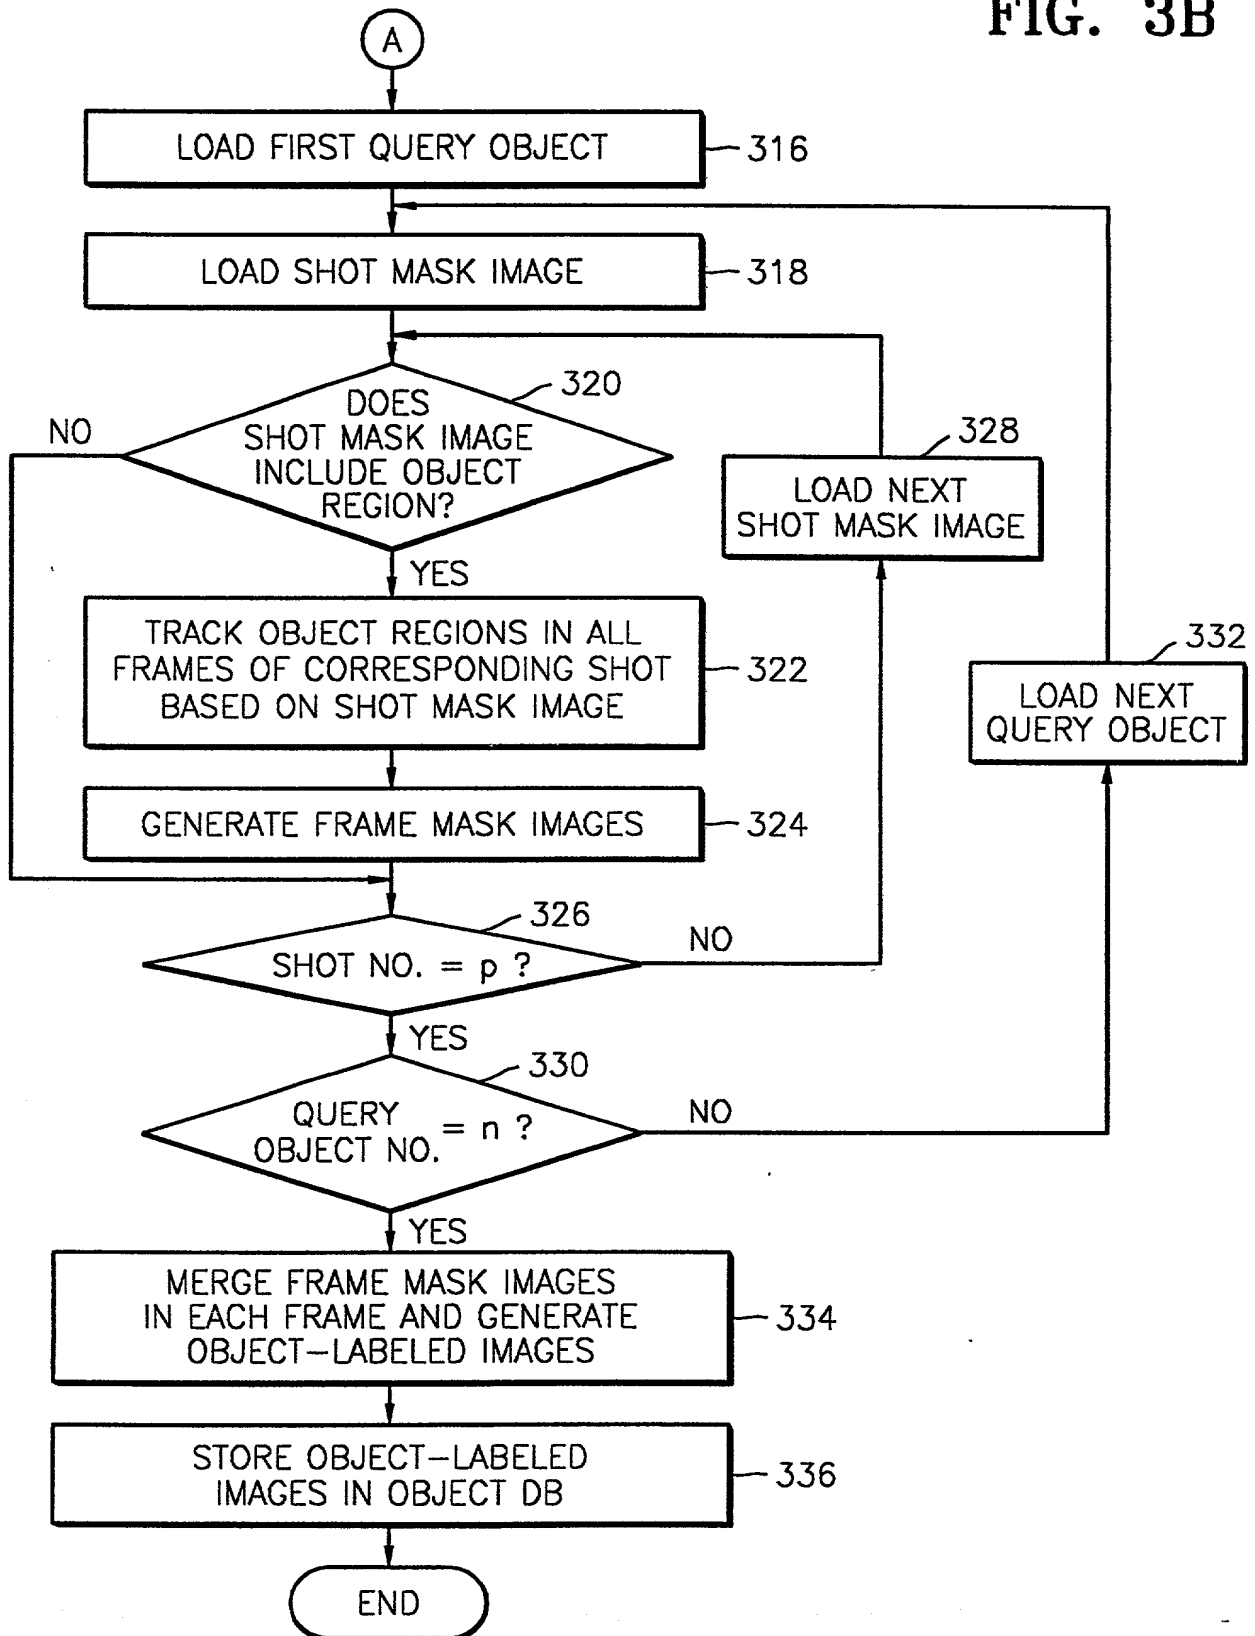 FIG. 3B
A
LOAD FIRST QUERY OBJECT
316
LOAD SHOT MASK IMAGE
318
320
DOES
SHOT MASK IMAGE
INCLUDE OBJECT
REGION?
NO
328
LOAD NEXT
SHOT MASK IMAGE
YES
TRACK OBJECT REGIONS IN ALL
FRAMES OF CORRESPONDING SHOT
BASED ON SHOT MASK IMAGE
322
332
LOAD NEXT
QUERY OBJECT
GENERATE FRAME MASK IMAGES
324
326
SHOT NO. = p ?
NO
YES
330
QUERY
OBJECT NO. = n ?
NO
YES
MERGE FRAME MASK IMAGES
IN EACH FRAME AND GENERATE
OBJECT-LABELED IMAGES
334
STORE OBJECT-LABELED
IMAGES IN OBJECT DB
336
END